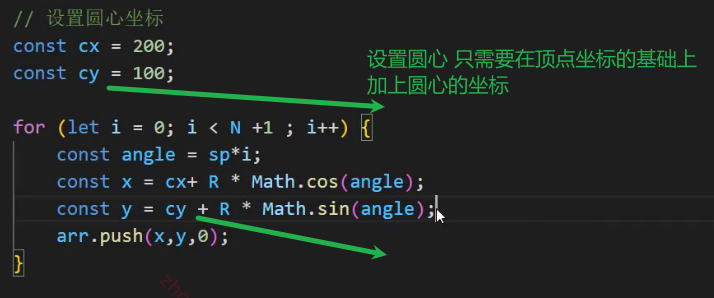 // 设置圆心坐标
const cx = 200;
const cy = 100;
设置圆心 只需要在顶点坐标的基础上
加上圆心的坐标
for (let i = 0; i < N +1 ; i++) {
const angle = sp*i;
const x = cx+ R * Math.cos(angle);
const y = cy + R * Math.sin(angle);
arr.push(x,y,0);
}